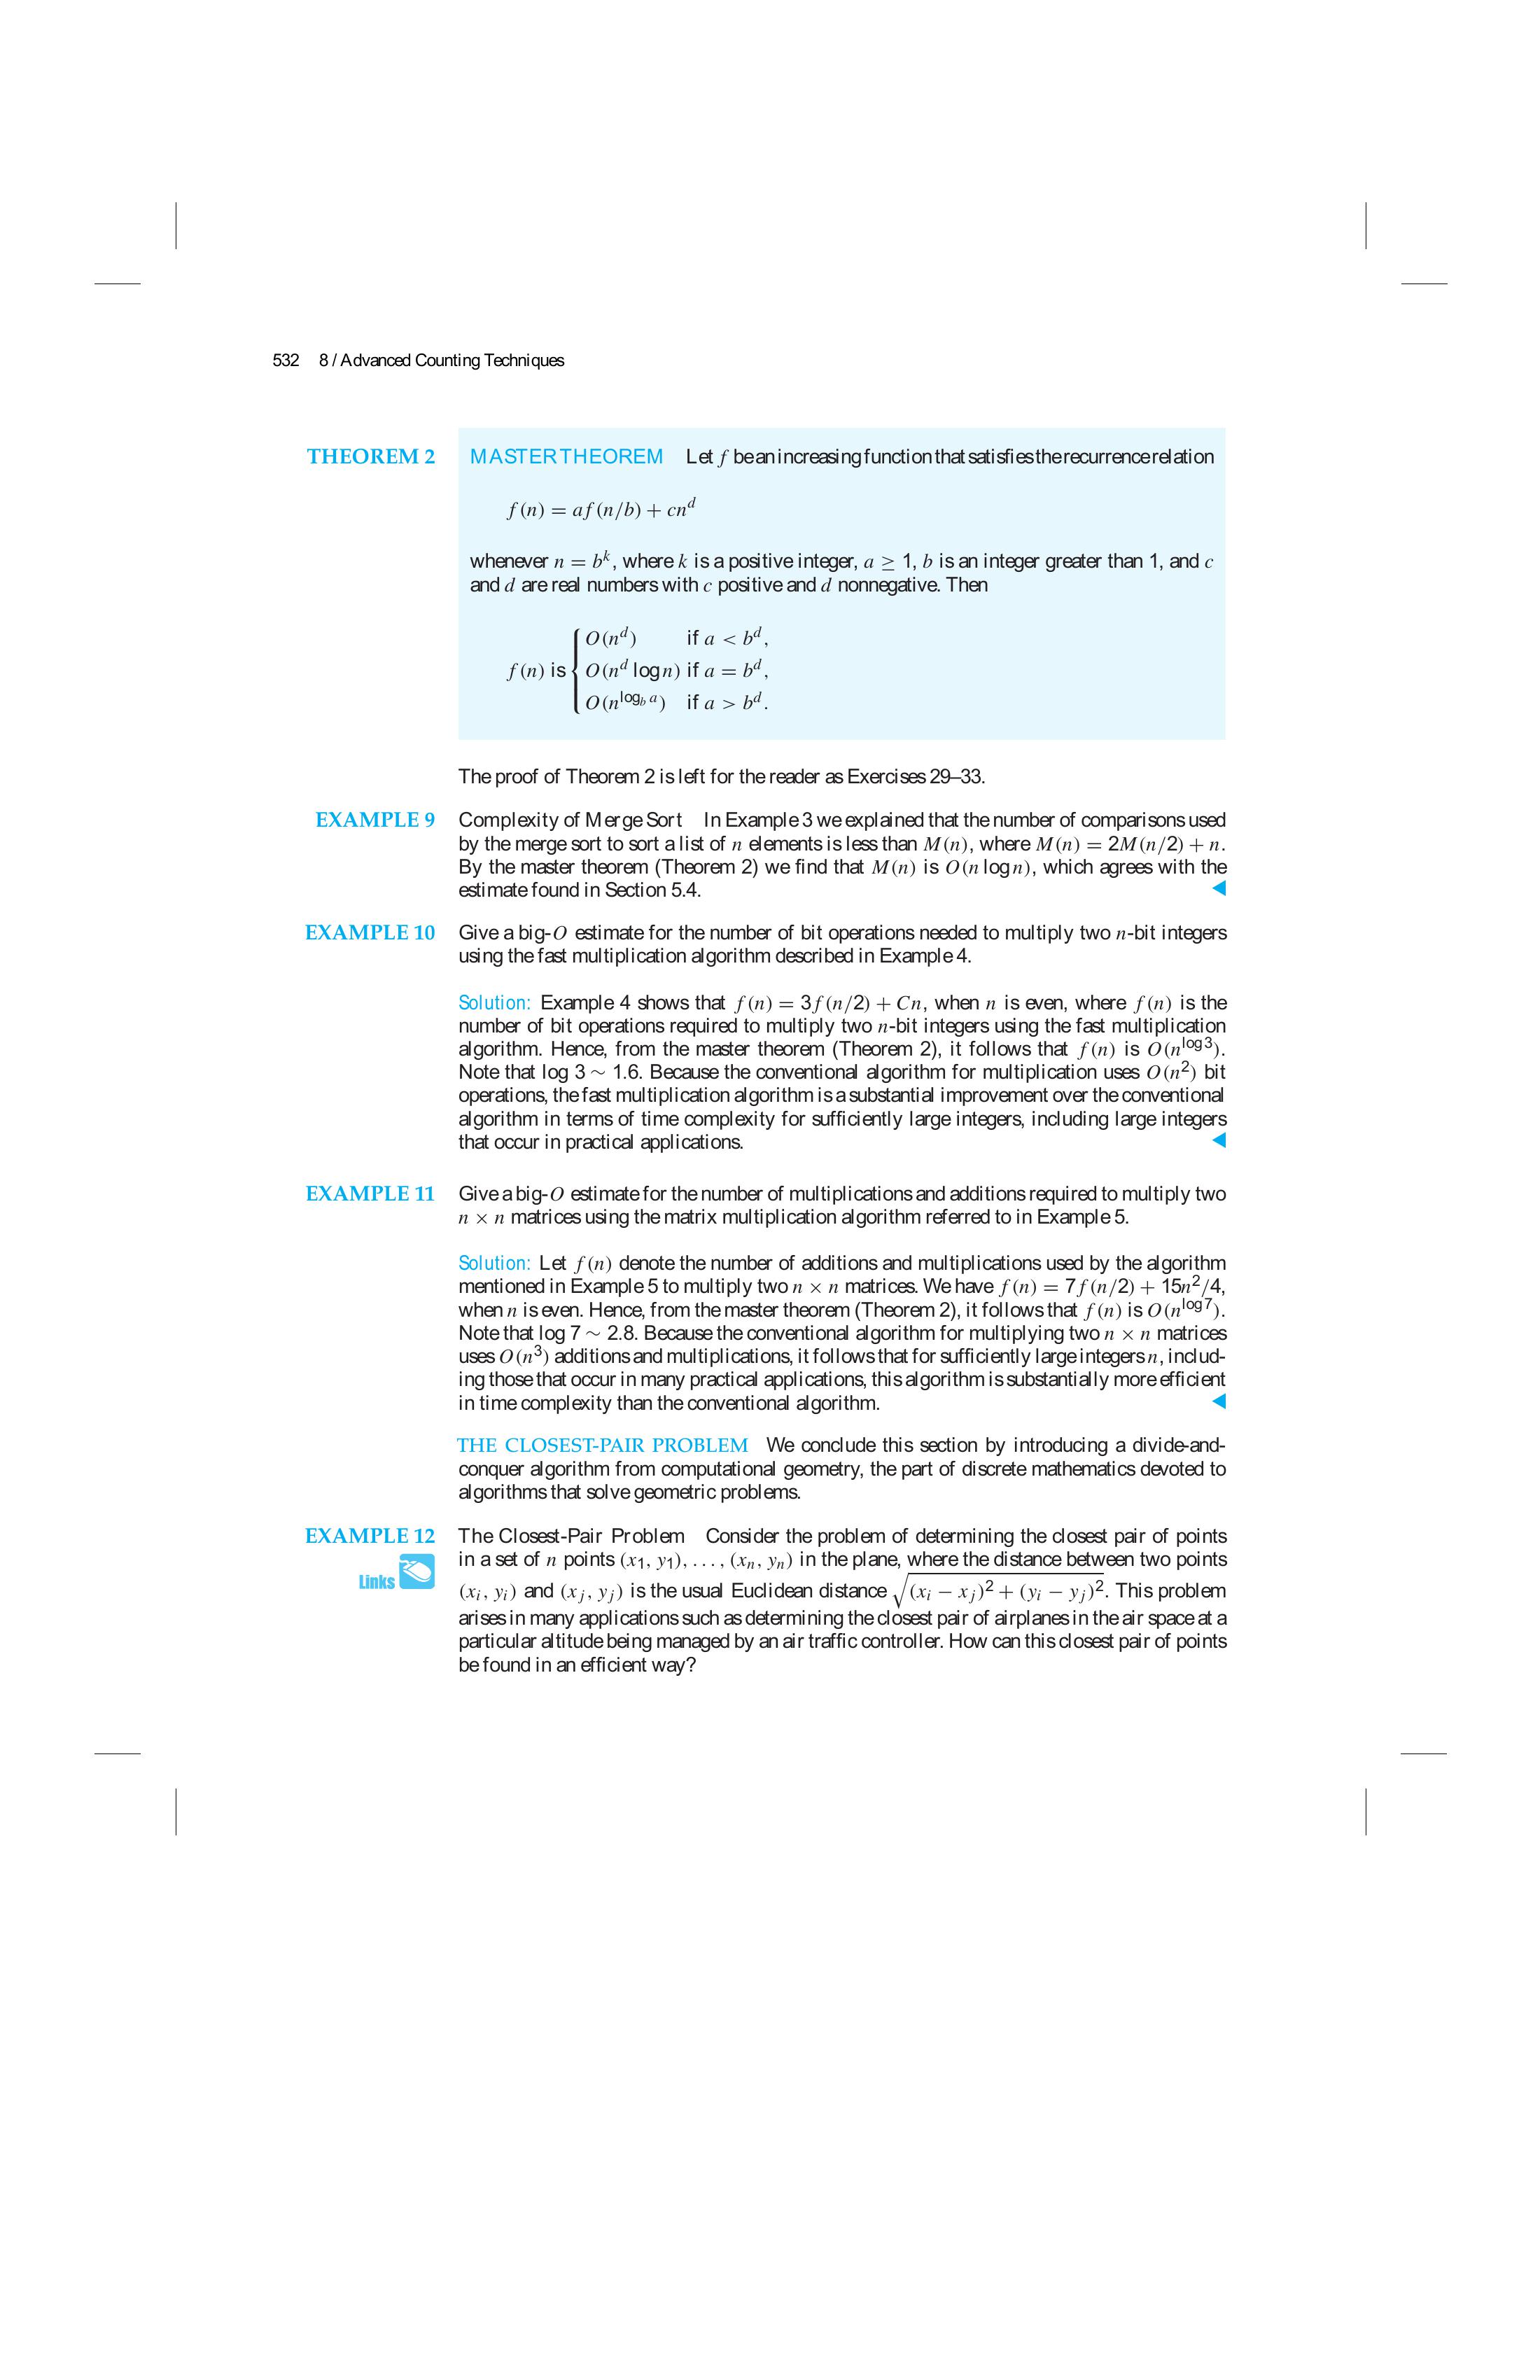 532 8 / Advanced Counting Techniques
THEOREM 2 MASTER THEOREM Let f be an increasing function that satisfies the recurrence relation
f(n) = af(n/b) + cn^d
whenever n = b^k, where k is a positive integer, a ≥ 1, b is an integer greater than 1, and c
and d are real numbers with c positive and d nonnegative. Then
O(n^d) if a < b^d,
f(n) is O(n^d log n) if a = b^d,
O(n^{log_b a}) if a > b^d.
The proof of Theorem 2 is left for the reader as Exercises 29–33.
EXAMPLE 9 Complexity of Merge Sort In Example 3 we explained that the number of comparisons used
by the merge sort to sort a list of n elements is less than M(n), where M(n) = 2M(n/2) + n.
By the master theorem (Theorem 2) we find that M(n) is O(n log n), which agrees with the
estimate found in Section 5.4.
EXAMPLE 10 Give a big-O estimate for the number of bit operations needed to multiply two n-bit integers
using the fast multiplication algorithm described in Example 4.
Solution: Example 4 shows that f(n) = 3f(n/2) + Cn, when n is even, where f(n) is the
number of bit operations required to multiply two n-bit integers using the fast multiplication
algorithm. Hence, from the master theorem (Theorem 2), it follows that f(n) is O(n^{log 3}).
Note that log 3 ∼ 1.6. Because the conventional algorithm for multiplication uses O(n^2) bit
operations, the fast multiplication algorithm is a substantial improvement over the conventional
algorithm in terms of time complexity for sufficiently large integers, including large integers
that occur in practical applications.
EXAMPLE 11 Give a big-O estimate for the number of multiplications and additions required to multiply two
n × n matrices using the matrix multiplication algorithm referred to in Example 5.
Solution: Let f(n) denote the number of additions and multiplications used by the algorithm
mentioned in Example 5 to multiply two n × n matrices. We have f(n) = 7f(n/2) + 15n^2/4,
when n is even. Hence, from the master theorem (Theorem 2), it follows that f(n) is O(n^{log 7}).
Note that log 7 ∼ 2.8. Because the conventional algorithm for multiplying two n × n matrices
uses O(n^3) additions and multiplications, it follows that for sufficiently large integers n, includ-
ing those that occur in many practical applications, this algorithm is substantially more efficient
in time complexity than the conventional algorithm.
THE CLOSEST-PAIR PROBLEM We conclude this section by introducing a divide-and-
conquer algorithm from computational geometry, the part of discrete mathematics devoted to
algorithms that solve geometric problems.
EXAMPLE 12 The Closest-Pair Problem Consider the problem of determining the closest pair of points
in a set of n points (x_1, y_1), . . . , (x_n, y_n) in the plane, where the distance between two points
Links (x_i, y_i) and (x_j, y_j) is the usual Euclidean distance √((x_i − x_j)^2 + (y_i − y_j)^2). This problem
arises in many applications such as determining the closest pair of airplanes in the air space at a
particular altitude being managed by an air traffic controller. How can this closest pair of points
be found in an efficient way?